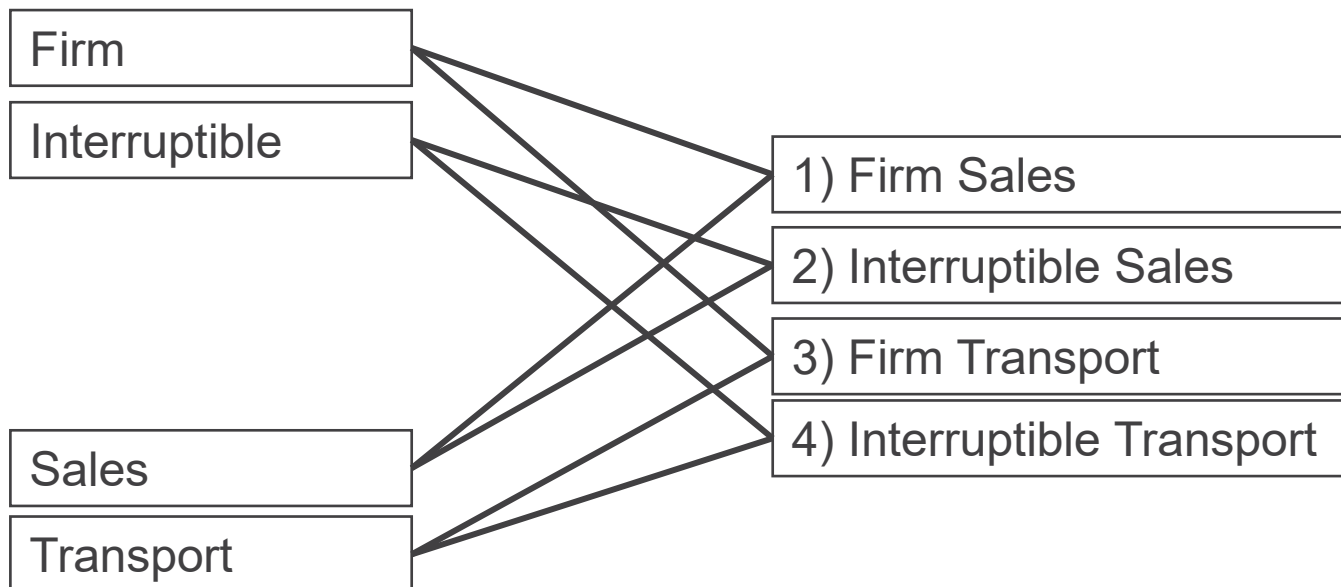 Firm
Interruptible
1) Firm Sales
2) Interruptible Sales
3) Firm Transport
4) Interruptible Transport
Sales
Transport